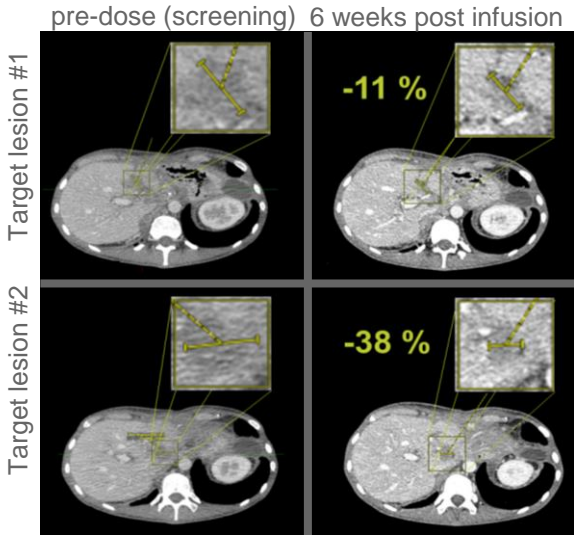 pre-dose (screening) 6 weeks post infusion
Target lesion #1
-11 %
Target lesion #2
-38 %